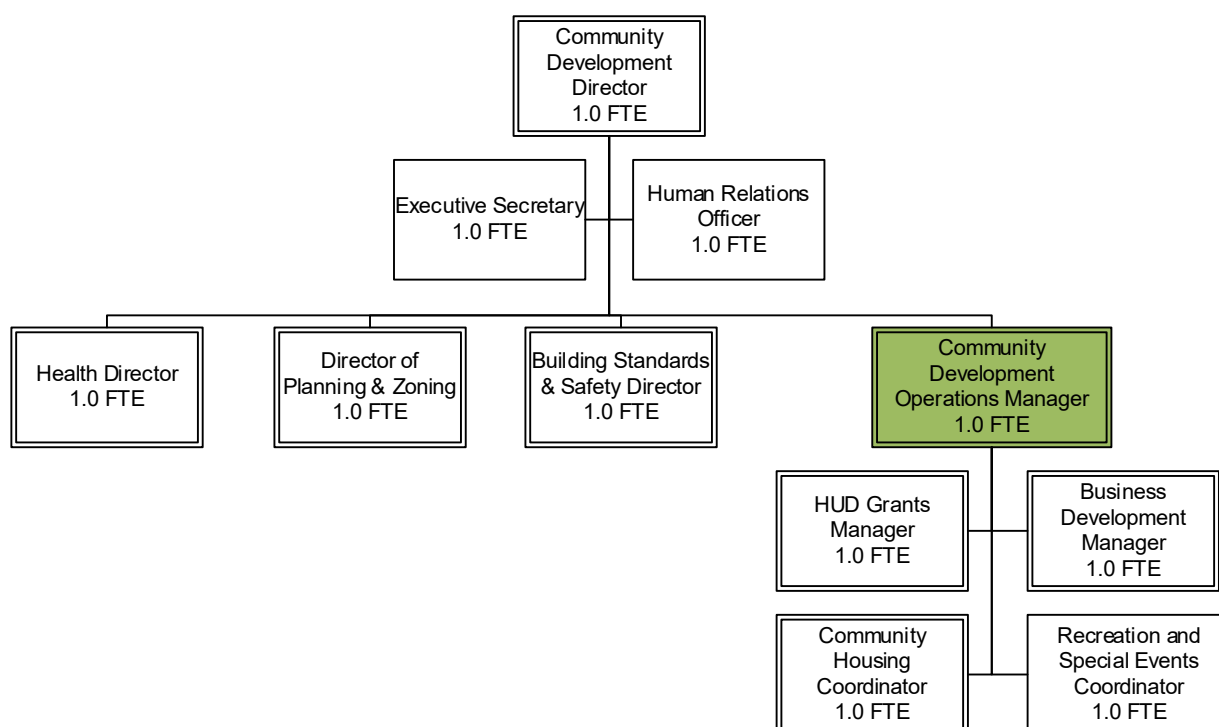 Community
Development
Director
1.0 FTE
Executive Secretary
1.0 FTE
Human Relations
Officer
1.0 FTE
Health Director
1.0 FTE
Director of
Planning & Zoning
1.0 FTE
Building Standards
& Safety Director
1.0 FTE
Community
Development
Operations Manager
1.0 FTE
HUD Grants
Manager
1.0 FTE
Business
Development
Manager
1.0 FTE
Community
Housing
Coordinator
1.0 FTE
Recreation and
Special Events
Coordinator
1.0 FTE